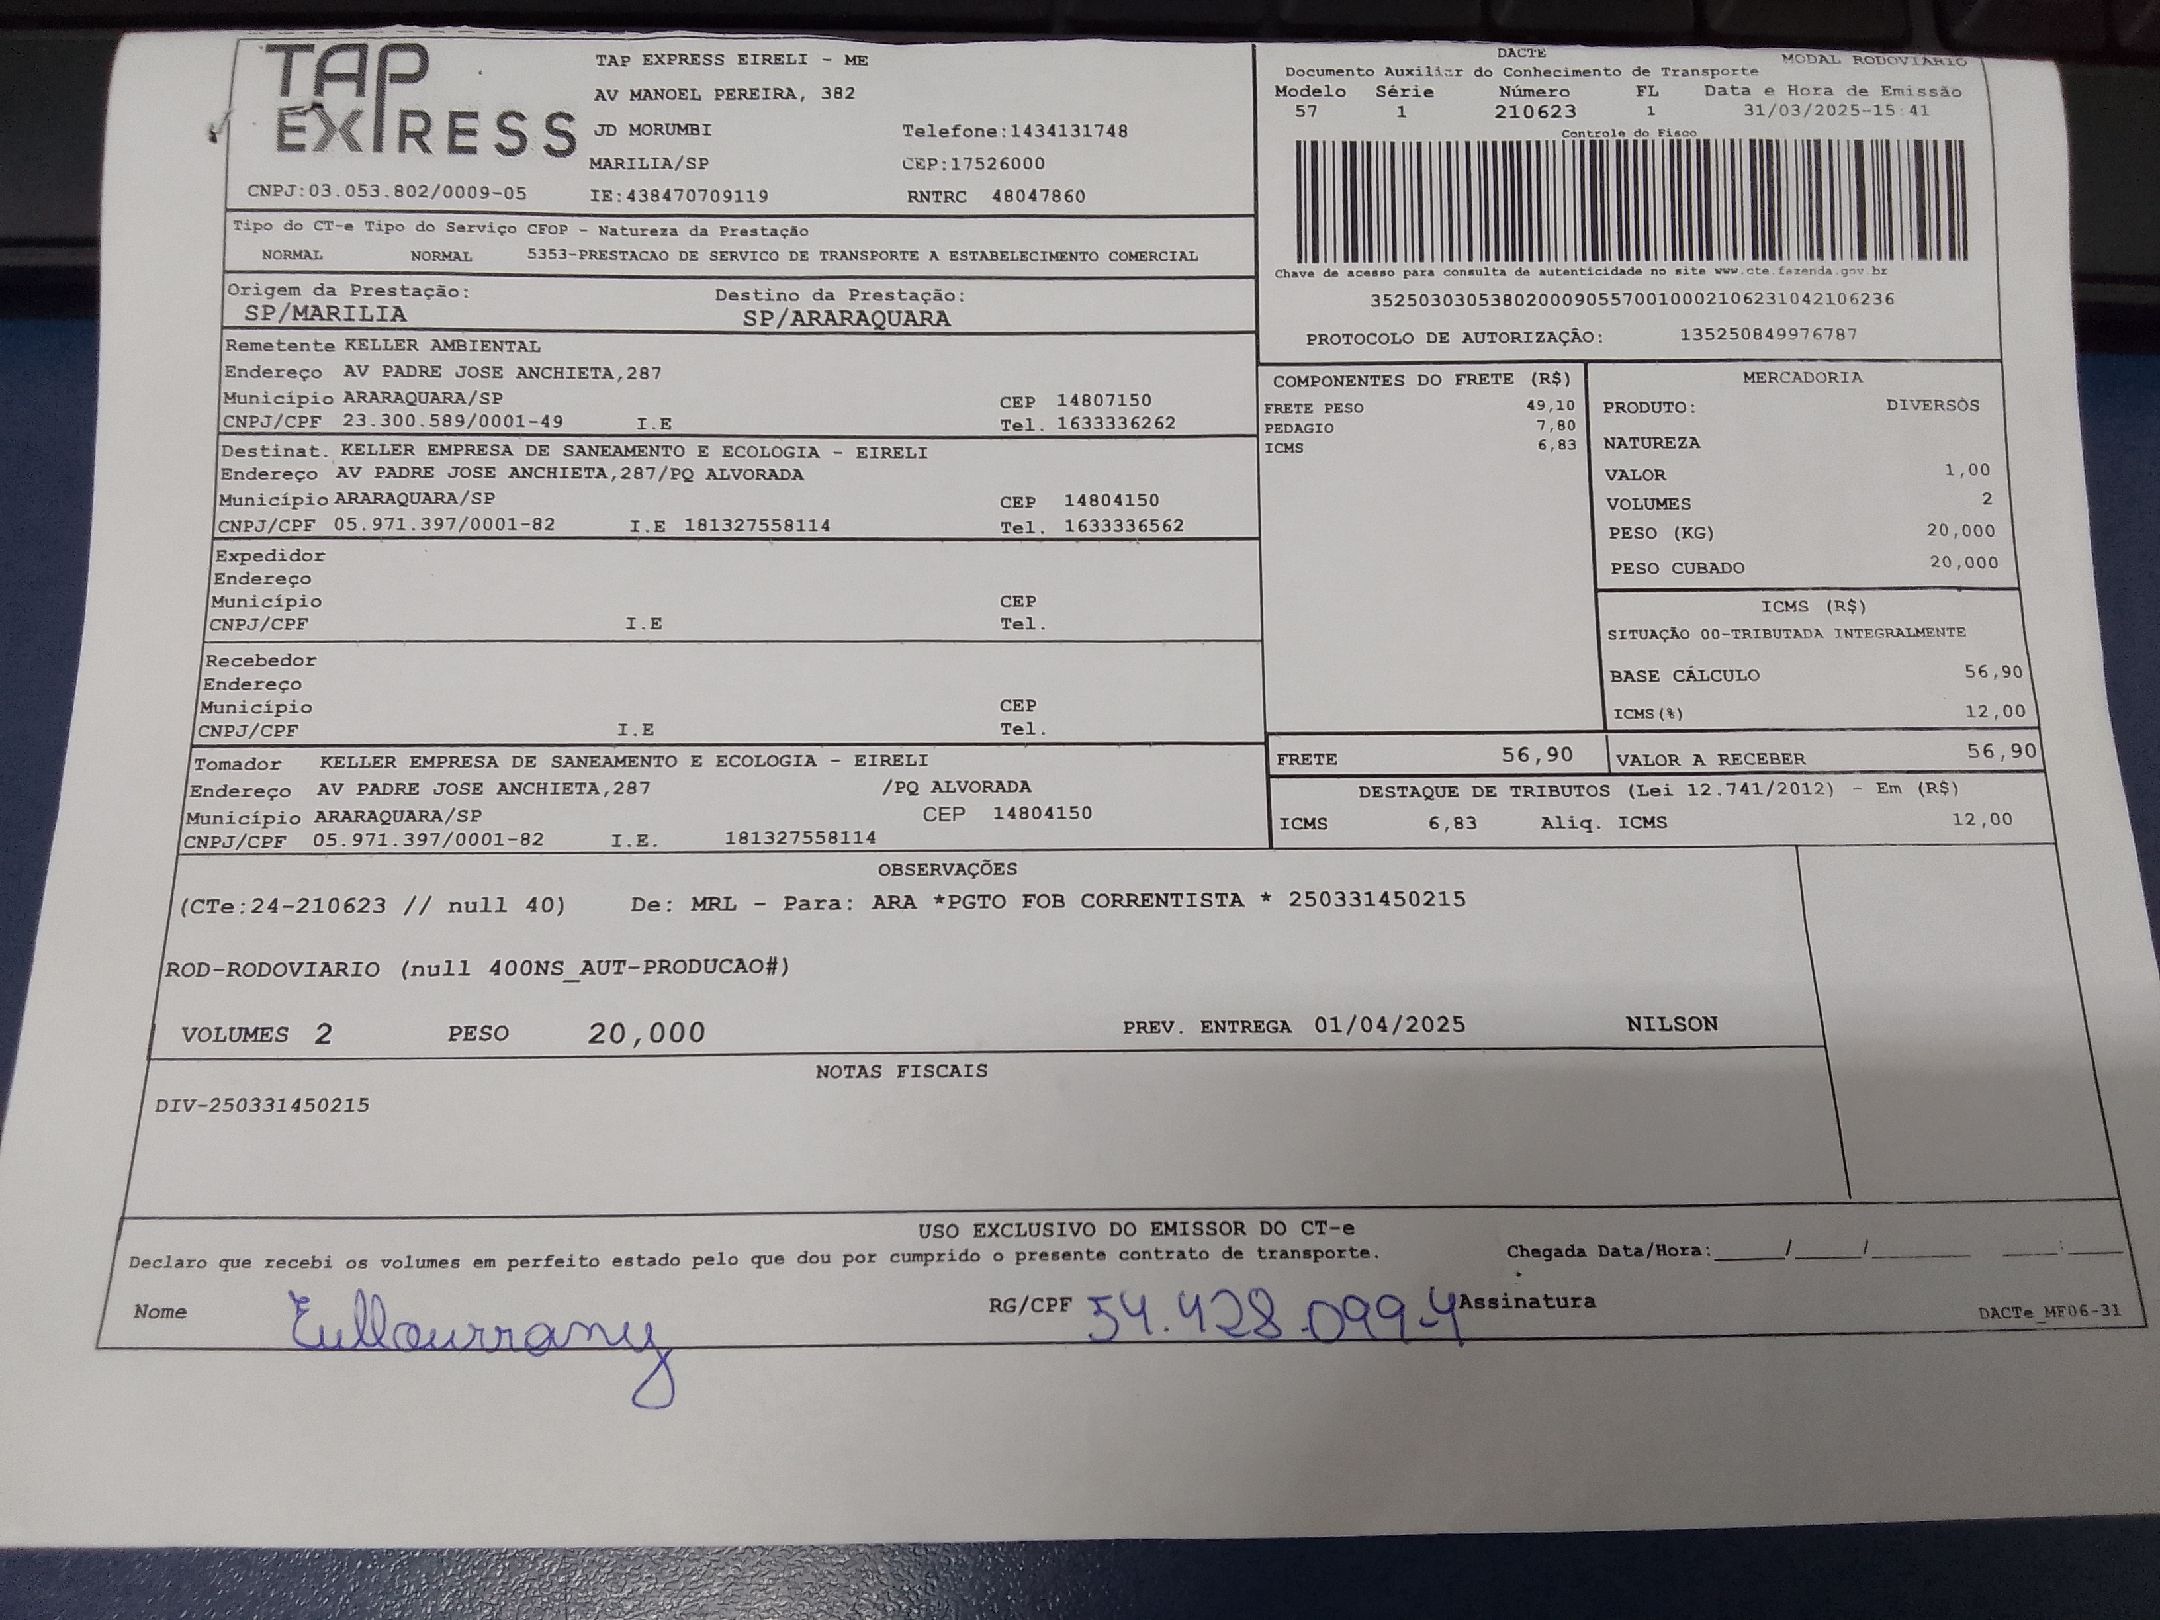 TAP EXPRESS
CNPJ:03.053.802/0009-05
TAP EXPRESS EIRELI - ME
AV MANOEL PEREIRA, 382
JD MORUMBI Telefone:1434131748
MARILIA/SP CEP:17526000
IE:438470709119 RNTRC 48047860
DACTE MODAL RODOVIARIO
Documento Auxiliar do Conhecimento de Transporte
Modelo Série Número FL Data e Hora de Emissão
57 1 210623 1 31/03/2025-15:41
Controle do Fisco
Chave de acesso para consulta de autenticidade no site www.cte.fazenda.gov.br
35250303053802000905570010002106231042106236
PROTOCOLO DE AUTORIZAÇÃO: 135250849976787
Tipo do CT-e Tipo do Serviço CFOP - Natureza da Prestação
NORMAL NORMAL 5353-PRESTACAO DE SERVICO DE TRANSPORTE A ESTABELECIMENTO COMERCIAL
Origem da Prestação: Destino da Prestação:
SP/MARILIA SP/ARARAQUARA
Remetente KELLER AMBIENTAL
Endereço AV PADRE JOSE ANCHIETA,287
Município ARARAQUARA/SP CEP 14807150
CNPJ/CPF 23.300.589/0001-49 I.E Tel. 1633336262
Destinat. KELLER EMPRESA DE SANEAMENTO E ECOLOGIA - EIRELI
Endereço AV PADRE JOSE ANCHIETA,287/PQ ALVORADA
Município ARARAQUARA/SP CEP 14804150
CNPJ/CPF 05.971.397/0001-82 I.E 181327558114 Tel. 1633336562
Expedidor
Endereço
Município CEP
CNPJ/CPF I.E Tel.
Recebedor
Endereço
Município CEP
CNPJ/CPF I.E Tel.
Tomador KELLER EMPRESA DE SANEAMENTO E ECOLOGIA - EIRELI
Endereço AV PADRE JOSE ANCHIETA,287 /PQ ALVORADA
Município ARARAQUARA/SP CEP 14804150
CNPJ/CPF 05.971.397/0001-82 I.E. 181327558114
COMPONENTES DO FRETE (R$)
FRETE PESO 49,10
PEDAGIO 7,80
ICMS 6,83
MERCADORIA
PRODUTO: DIVERSOS
NATUREZA
VALOR 1,00
VOLUMES 2
PESO (KG) 20,000
PESO CUBADO 20,000
ICMS (R$)
SITUAÇÃO 00-TRIBUTADA INTEGRALMENTE
BASE CÁLCULO 56,90
ICMS(%) 12,00
FRETE 56,90 VALOR A RECEBER 56,90
DESTAQUE DE TRIBUTOS (Lei 12.741/2012) - Em (R$)
ICMS 6,83 Aliq. ICMS 12,00
OBSERVAÇÕES
(CTe:24-210623 // null 40) De: MRL - Para: ARA *PGTO FOB CORRENTISTA * 250331450215
ROD-RODOVIARIO (null 400NS_AUT-PRODUCAO#)
VOLUMES 2 PESO 20,000 PREV. ENTREGA 01/04/2025 NILSON
NOTAS FISCAIS
DIV-250331450215
USO EXCLUSIVO DO EMISSOR DO CT-e
Declaro que recebi os volumes em perfeito estado pelo que dou por cumprido o presente contrato de transporte. Chegada Data/Hora:_____/_____/_______ ____:____
Nome RG/CPF 54.428.099-4 Assinatura DACTe_MF06-31